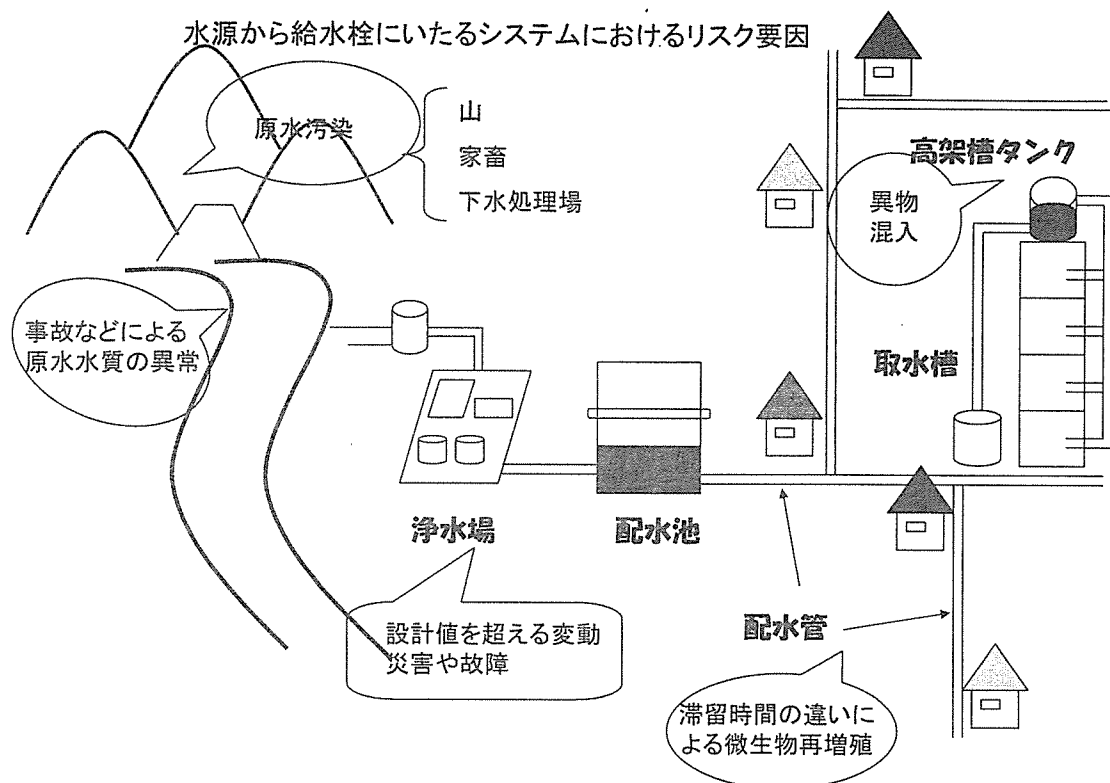 水源から給水栓にいたるシステムにおけるリスク要因
原水汚染
山
家畜
下水処理場
高架槽タンク
異物
混入
事故などによる
原水水質の異常
取水槽
浄水場
配水池
設計値を超える変動
災害や故障
配水管
滞留時間の違いに
よる微生物再増殖